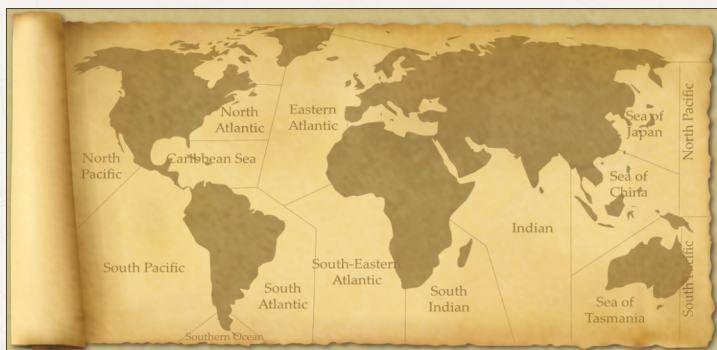 North
Atlantic
Eastern
Atlantic
Sea of
Japan
North Pacific
North
Pacific
Caribbean Sea
Sea of
China
Indian
South Pacific
South
Atlantic
South-Eastern
Atlantic
South
Indian
Sea of
Tasmania
South Pacific
Southern Ocean